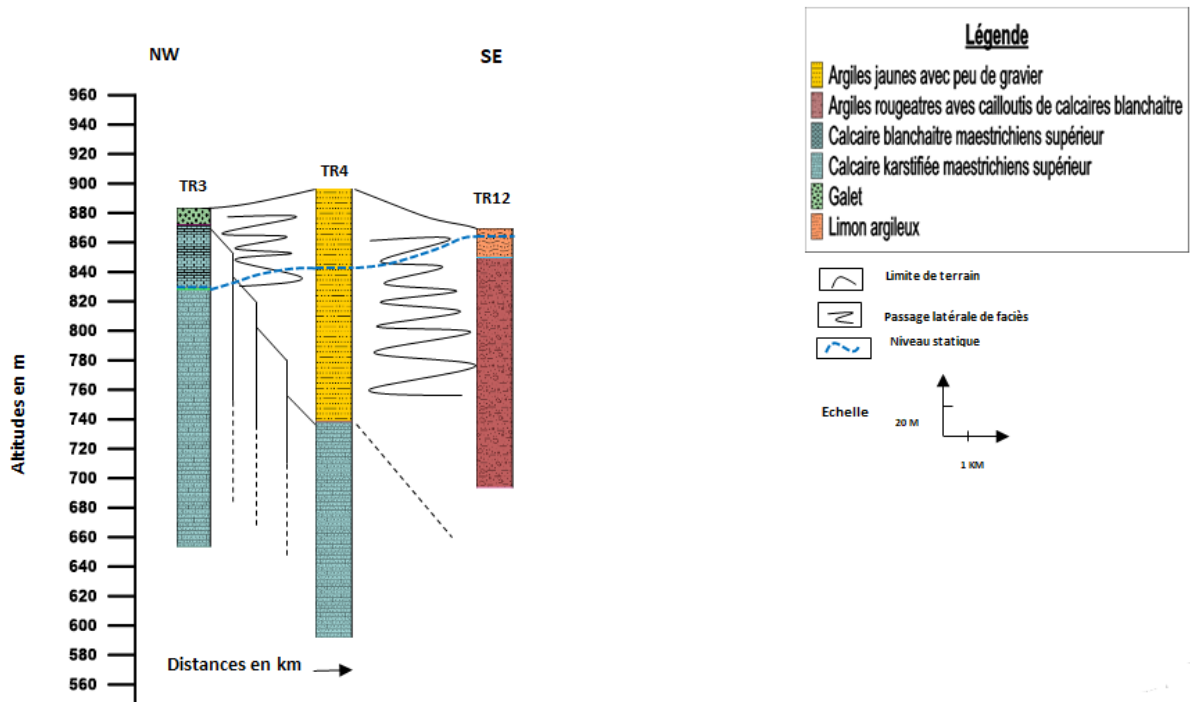 NW
SE
960
940
920
900
880
860
840
820
800
780
760
740
720
700
680
660
640
620
600
580
560
Altitudes en m
TR3
TR4
TR12
Distances en km
Légende
Argiles jaunes avec peu de gravier
Argiles rougeatres aves cailloutis de calcaires blanchaitre
Calcaire blanchaitre maestrichiens supérieur
Calcaire karstifiée maestrichiens supérieur
Galet
Limon argileux
Limite de terrain
Passage latérale de faciès
Niveau statique
Echelle
20 M
1 KM